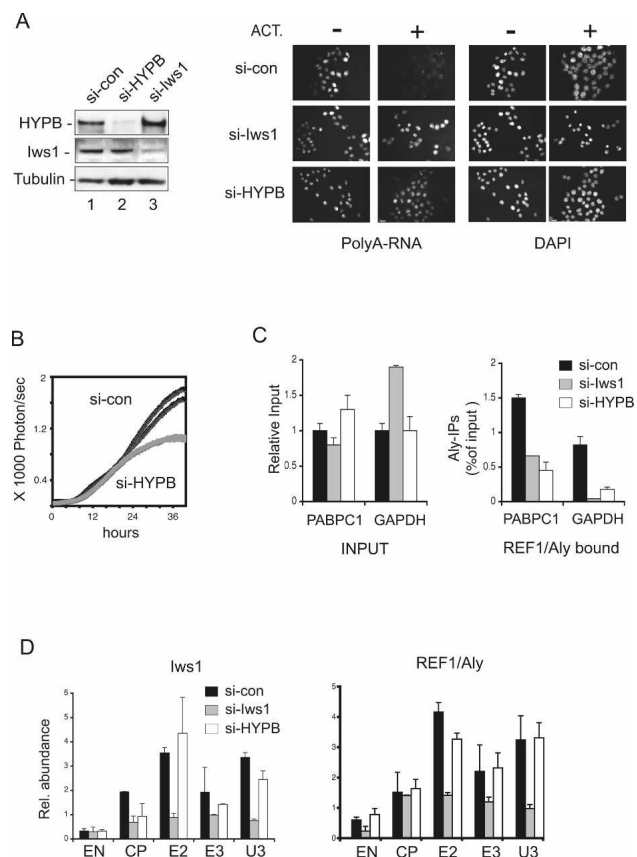 A
ACT. - + - +
si-con si-HYPB si-Iws1
si-con
HYPB -
Iws1 -
si-Iws1
Tubulin -
1 2 3
si-HYPB
PolyA-RNA DAPI
B
X 1000 Photon/sec
2
1.2
0.4
si-con
si-HYPB
0 12 24 36
hours
C
Relative Input
2
1.5
1
0.5
0
PABPC1 GAPDH
INPUT
Aly-IPs
(%of input )
2
1.5
1
0.5
0
si-con
si-Iws1
si-HYPB
PABPC1 GAPDH
REF1/Aly bound
D
Iws1
Rel. abundance
6
5
4
3
2
1
0
si-con
si-Iws1
si-HYPB
EN CP E2 E3 U3
REF1/Aly
5
4
3
2
1
0
EN CP E2 E3 U3